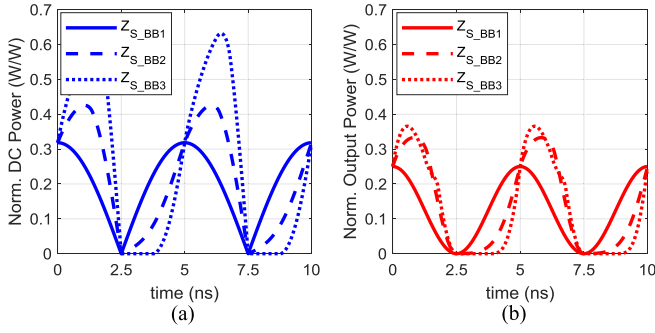 Norm. DC Power (W/W)
0.7
0.6
0.5
0.4
0.3
0.2
0.1
0
Z_S_BB1
Z_S_BB2
Z_S_BB3
0 2.5 5 7.5 10
time (ns)
(a)
Norm. Output Power (W/W)
0.7
0.6
0.5
0.4
0.3
0.2
0.1
0
Z_S_BB1
Z_S_BB2
Z_S_BB3
0 2.5 5 7.5 10
time (ns)
(b)